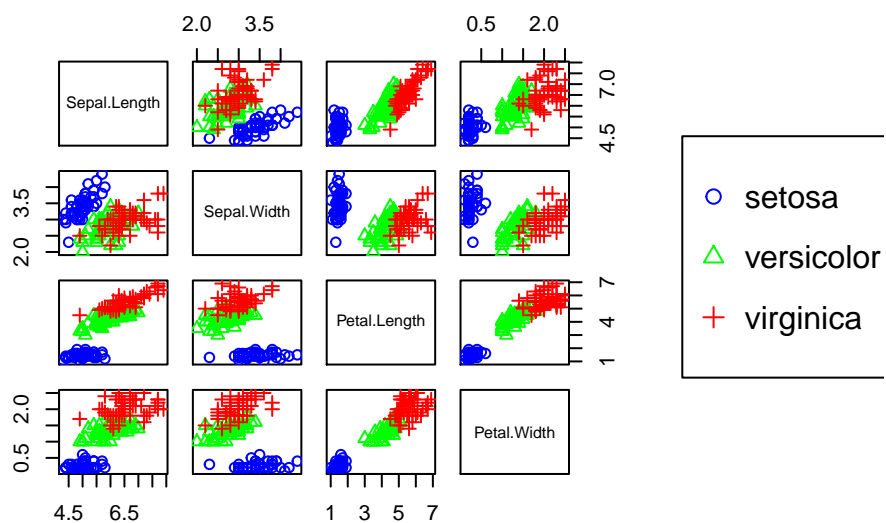 2.0 3.5
0.5 2.0
Sepal.Length
4.5 7.0
2.0 3.5
Sepal.Width
Petal.Length
1 4 7
0.5 2.0
Petal.Width
4.5 6.5
1 3 5 7
setosa
versicolor
virginica